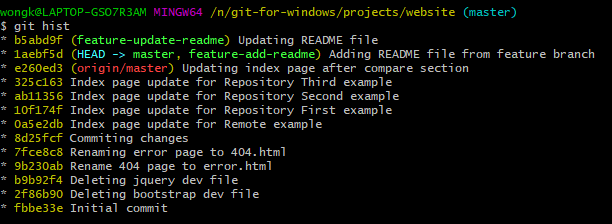 wongk@LAPTOP-GSO7R3AM MINGW64 /n/git-for-windows/projects/website (master)
$ git hist
* b5abd9f (feature-update-readme) Updating README file
* 1aebf5d (HEAD -> master, feature-add-readme) Adding README file from feature branch
* e260ed3 (origin/master) Updating index page after compare section
* 325c163 Index page update for Repository Third example
* ab11356 Index page update for Repository Second example
* 10f174f Index page update for Repository First example
* 0a5e2db Index page update for Remote example
* 8d25fcf Commiting changes
* 7fce8c8 Renaming error page to 404.html
* 9b230ab Rename 404 page to error.html
* b9b92f4 Deleting jquery dev file
* 2f86b90 Deleting bootstrap dev file
* fbbe33e Initial commit